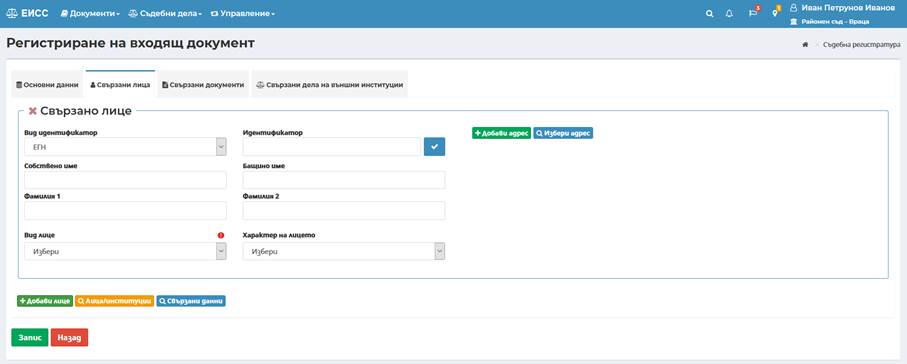 ЕИСС Документи Съдебни дела Управление 3 Иван Петрунов Иванов
Районен съд - Враца
Регистриране на входящ документ
Съдебна регистратура
Основни данни Свързани лица Свързани документи Свързани дела на външни институции
Свързано лице
Вид идентификатор Идентификатор
ЕГН
Добави адрес Избери адрес
Собствено име Бащино име
Фамилия 1 Фамилия 2
Вид лице Характер на лицето
Избери Избери
Добави лице Лица/институции Свързани данни
Запис Назад